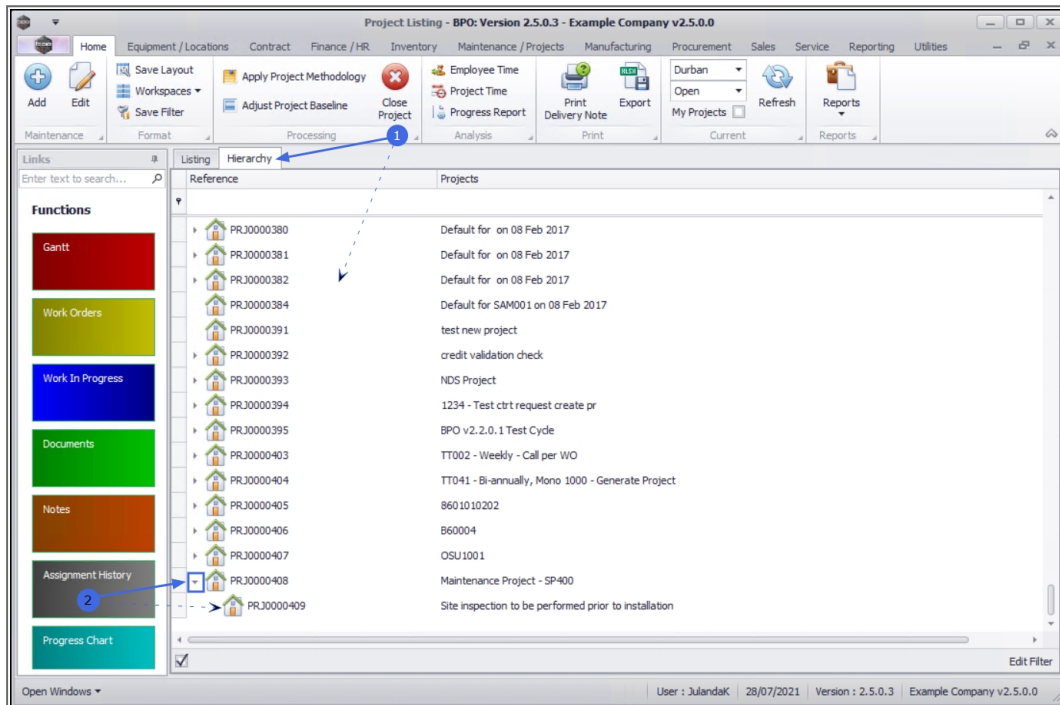 Project Listing - BPO: Version 2.5.0.3 - Example Company v2.5.0.0
Home Equipment / Locations Contract Finance / HR Inventory Maintenance / Projects Manufacturing Procurement Sales Service Reporting Utilities
Add
Edit
Save Layout
Workspaces
Save Filter
Apply Project Methodology
Adjust Project Baseline
Close Project
Employee Time
Project Time
Progress Report
Print Delivery Note
Export
Durban
Open
My Projects
Refresh
Reports
Maintenance Format Processing Analysis Print Current Reports
1
Links
Enter text to search...
Functions
Gantt
Work Orders
Work In Progress
Documents
Notes
Assignment History
2
Progress Chart
Listing Hierarchy
Reference Projects
PRJ0000380 Default for on 08 Feb 2017
PRJ0000381 Default for on 08 Feb 2017
PRJ0000382 Default for on 08 Feb 2017
PRJ0000384 Default for SAM001 on 08 Feb 2017
PRJ0000391 test new project
PRJ0000392 credit validation check
PRJ0000393 NDS Project
PRJ0000394 1234 - Test ctrt request create pr
PRJ0000395 BPO v2.2.0.1 Test Cycle
PRJ0000403 TT002 - Weekly - Call per WO
PRJ0000404 TT041 - Bi-annually, Mono 1000 - Generate Project
PRJ0000405 8601010202
PRJ0000406 B60004
PRJ0000407 OSU1001
PRJ0000408 Maintenance Project - SP400
PRJ0000409 Site inspection to be performed prior to installation
Edit Filter
Open Windows
User : JulandaK 28/07/2021 Version : 2.5.0.3 Example Company v2.5.0.0